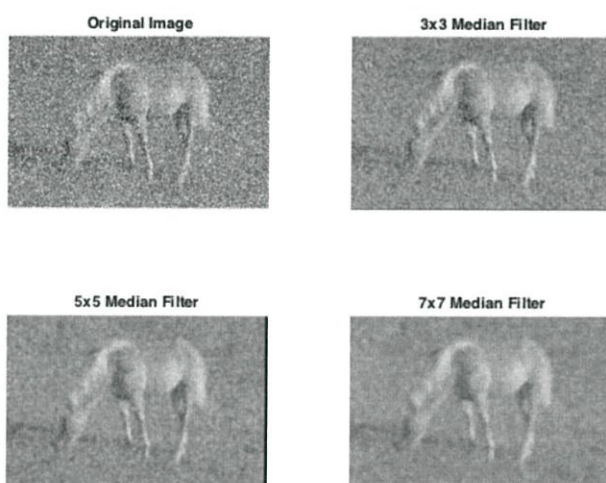 Original Image
3x3 Median Filter
5x5 Median Filter
7x7 Median Filter